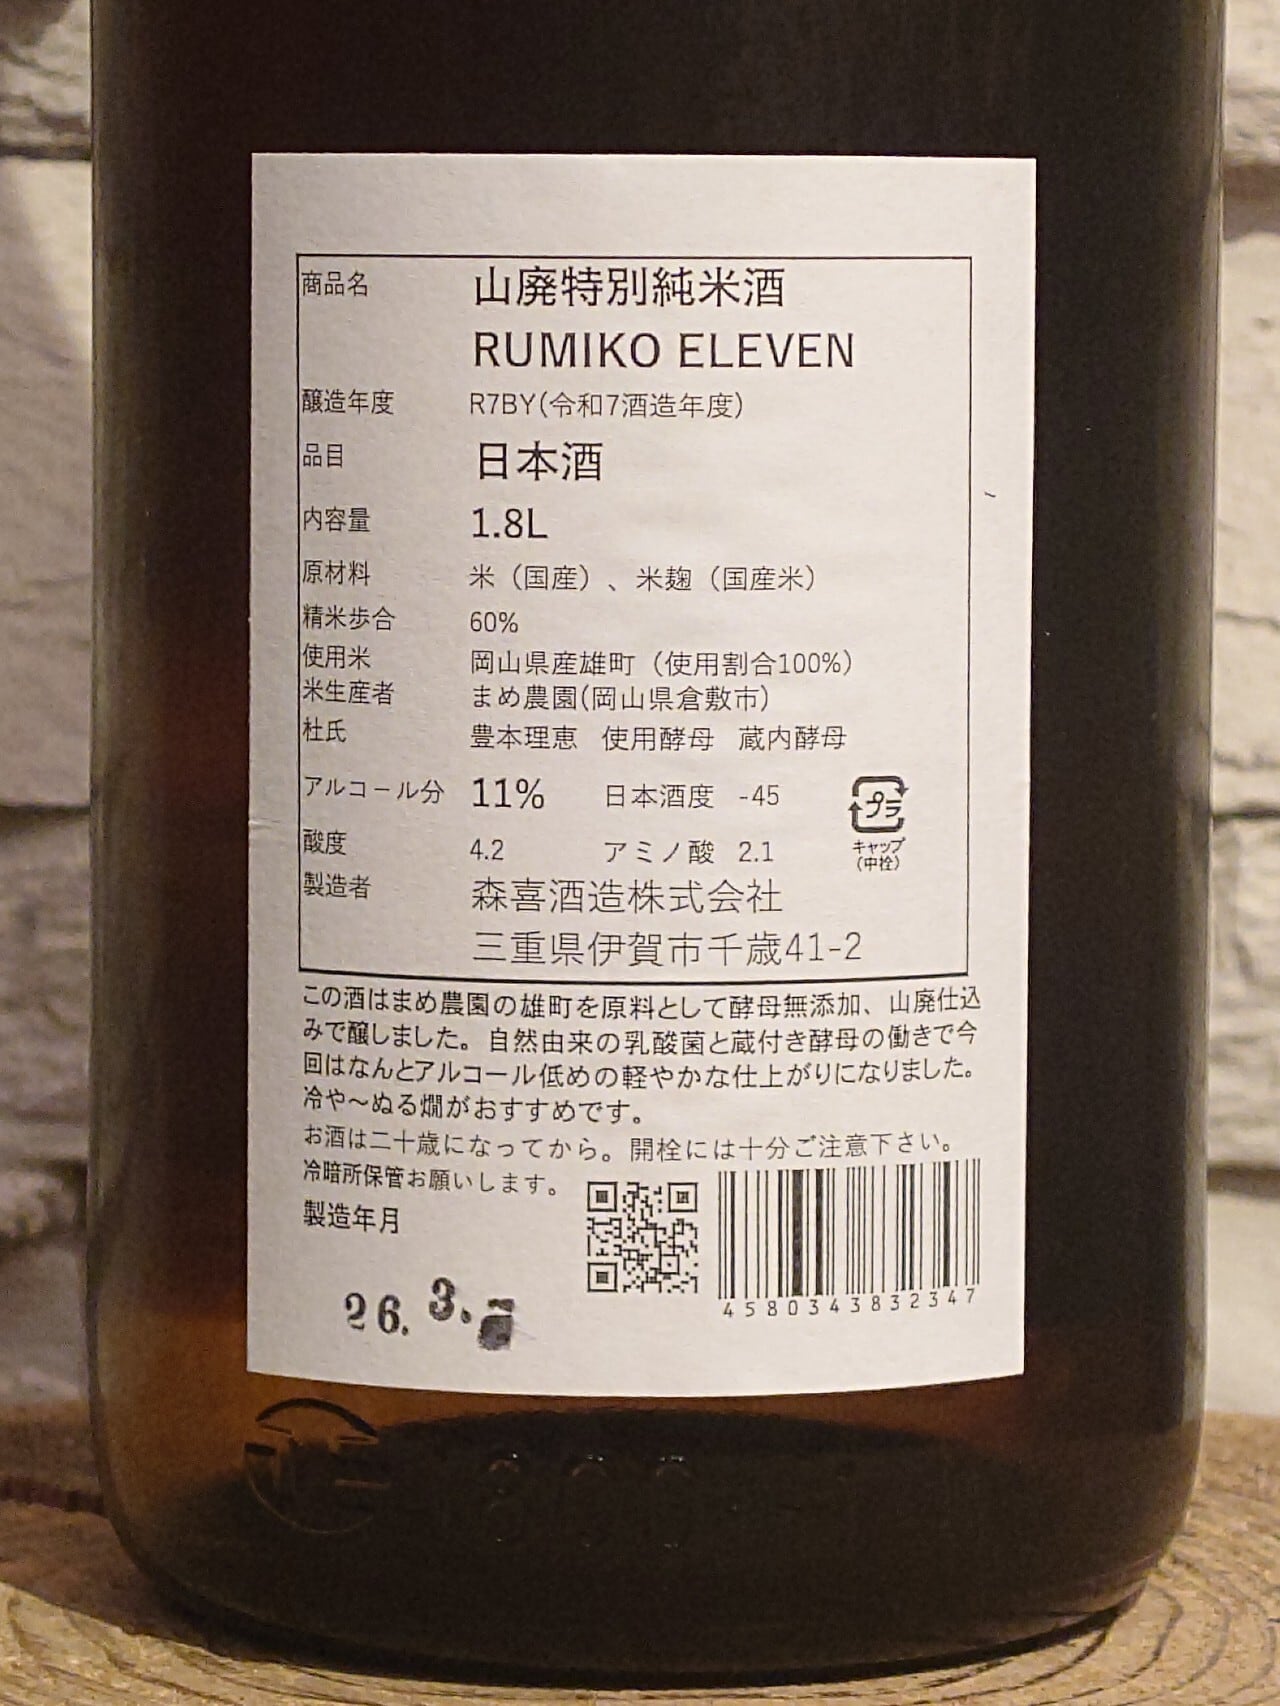 商品名 山廃特別純米酒
RUMIKO ELEVEN
醸造年度 R7BY(令和7酒造年度)
品目 日本酒
内容量 1.8L
原材料 米（国産）、米麹（国産米）
精米歩合 60%
使用米 岡山県産雄町（使用割合100%）
米生産者 まめ農園(岡山県倉敷市)
杜氏 豊本理恵 使用酵母 蔵内酵母
アルコール分 11% 日本酒度 -45
プラ
キャップ
（中栓）
酸度 4.2 アミノ酸 2.1
製造者 森喜酒造株式会社
三重県伊賀市千歳41-2
この酒はまめ農園の雄町を原料として酵母無添加、山廃仕込
みで醸しました。自然由来の乳酸菌と蔵付き酵母の働きで今
回はなんとアルコール低めの軽やかな仕上がりになりました。
冷や〜ぬる燗がおすすめです。
お酒は二十歳になってから。開栓には十分ご注意下さい。
冷暗所保管お願いします。
製造年月
26. 3.
4580343832347